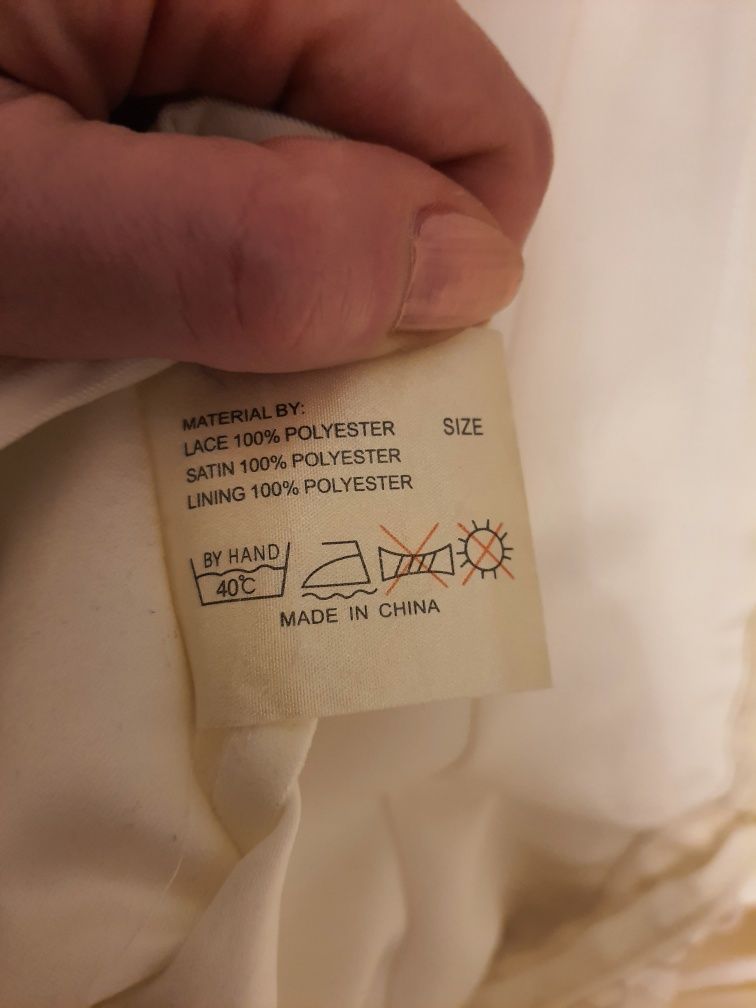 MATERIAL BY:
LACE 100% POLYESTER SIZE
SATIN 100% POLYESTER
LINING 100% POLYESTER
BY HAND
40℃
MADE IN CHINA